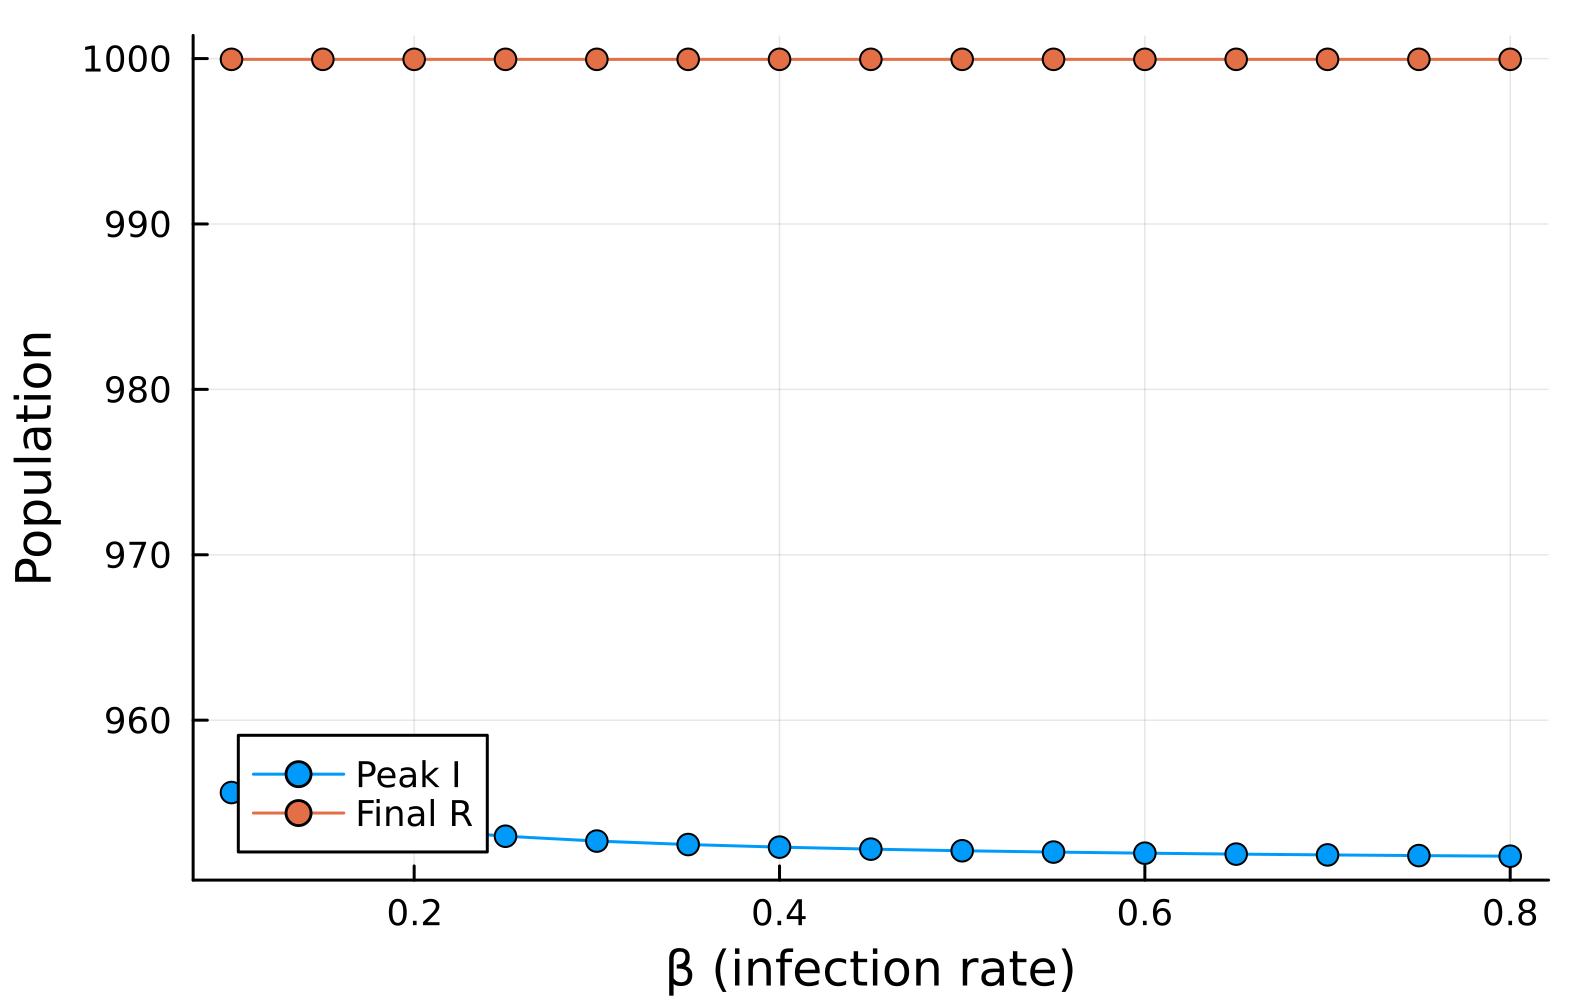 1000
990
980
970
960
Population
Peak I
Final R
0.2
0.4
0.6
0.8
β (infection rate)